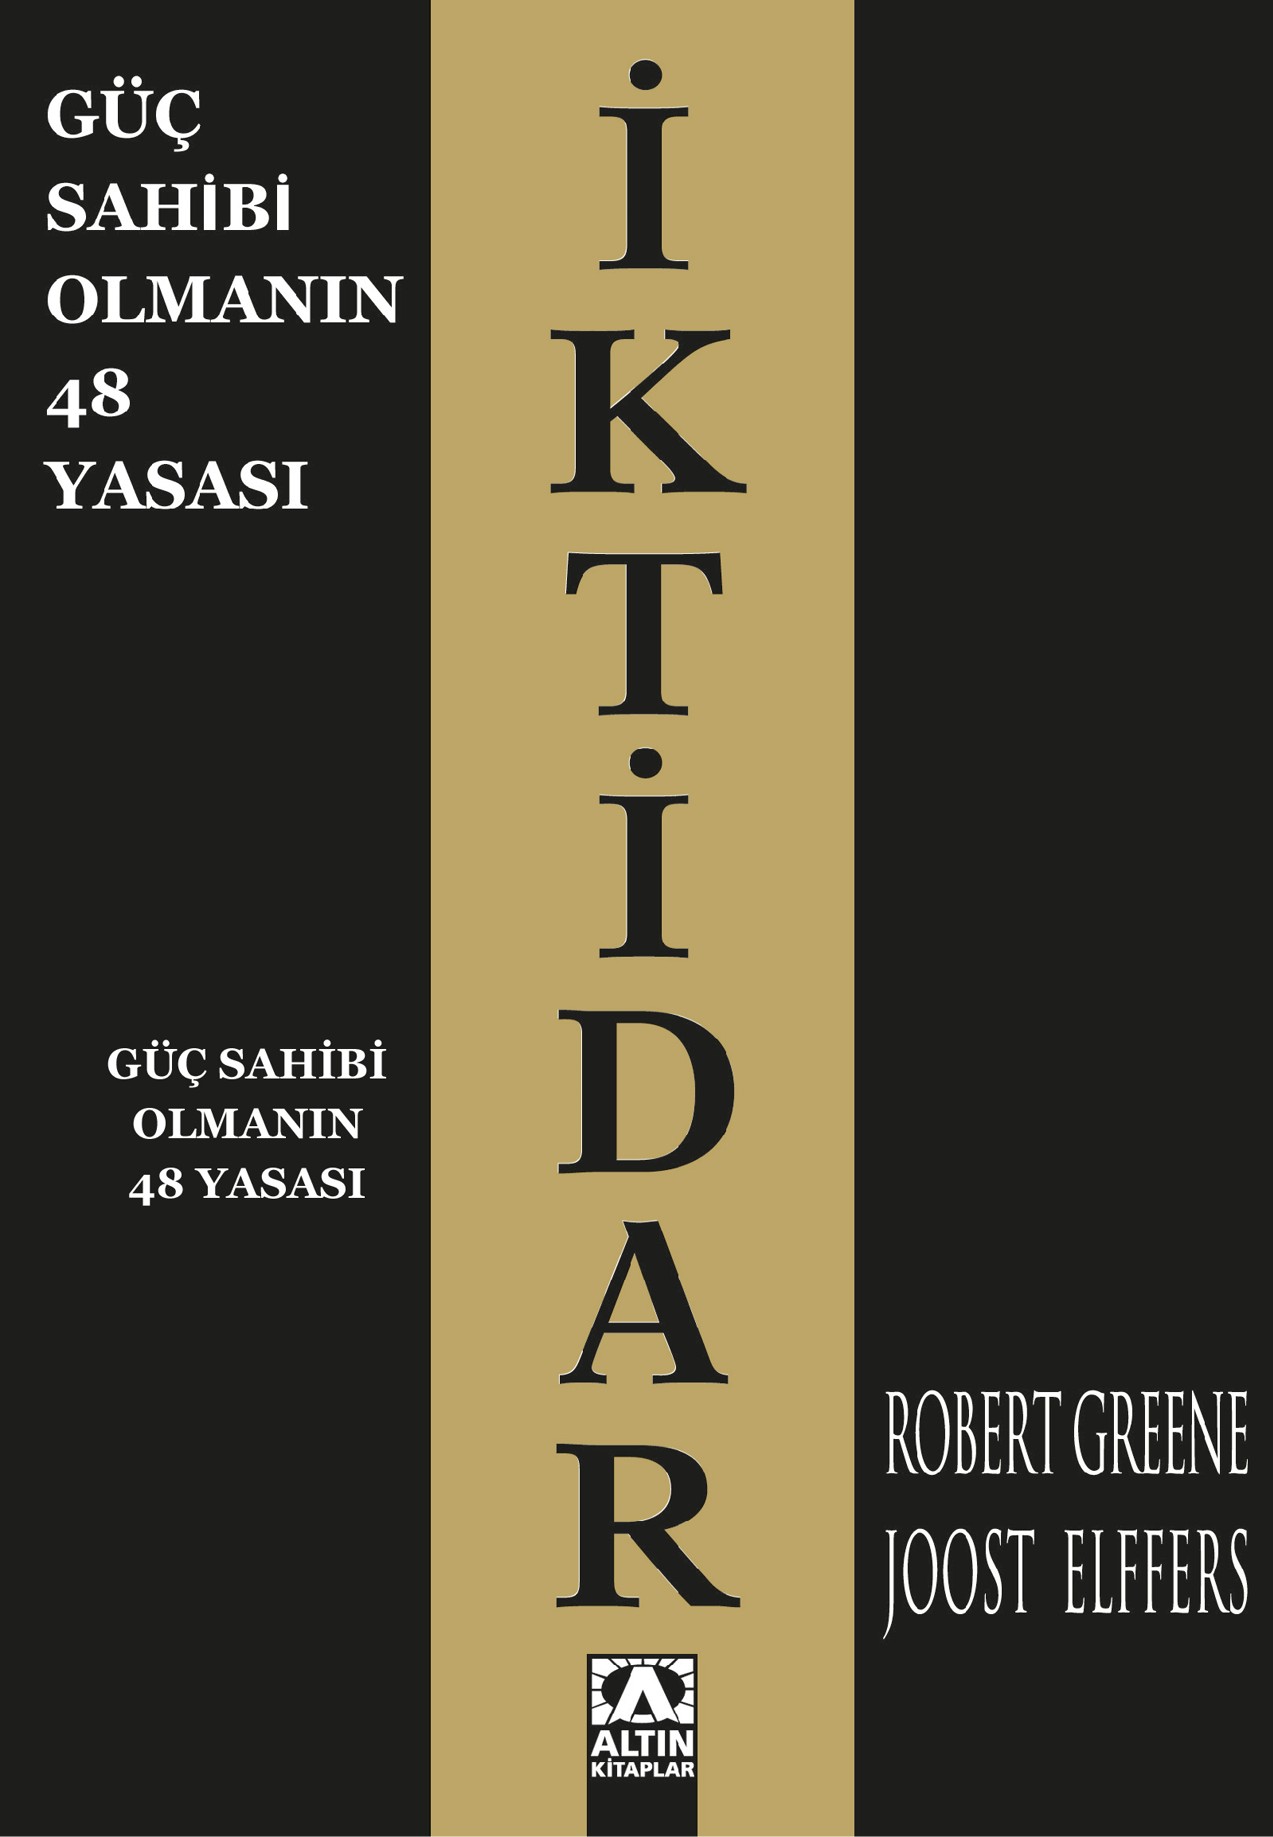 GÜÇ
SAHİBİ
OLMANIN
48
YASASI
İKTİDAR
GÜÇ SAHİBİ
OLMANIN
48 YASASI
ROBERT GREENE
JOOST ELFFERS
ALTIN
KİTAPLAR